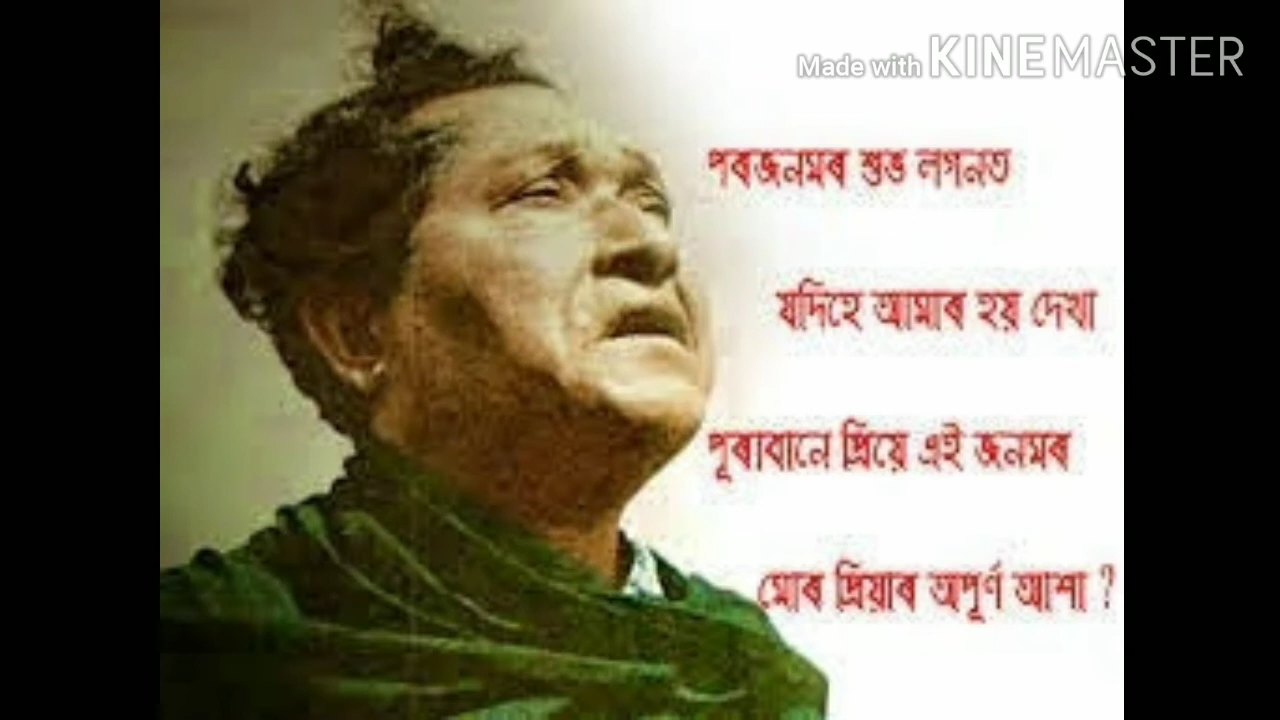 Made with KINEMASTER
পৰজনমৰ শুভ লগনত
যদিহে আমাৰ হয় দেখা
পূৰাবানে প্ৰিয়ে এই জনমৰ
মোৰ প্ৰিয়াৰ অপূৰ্ণ আশা ?